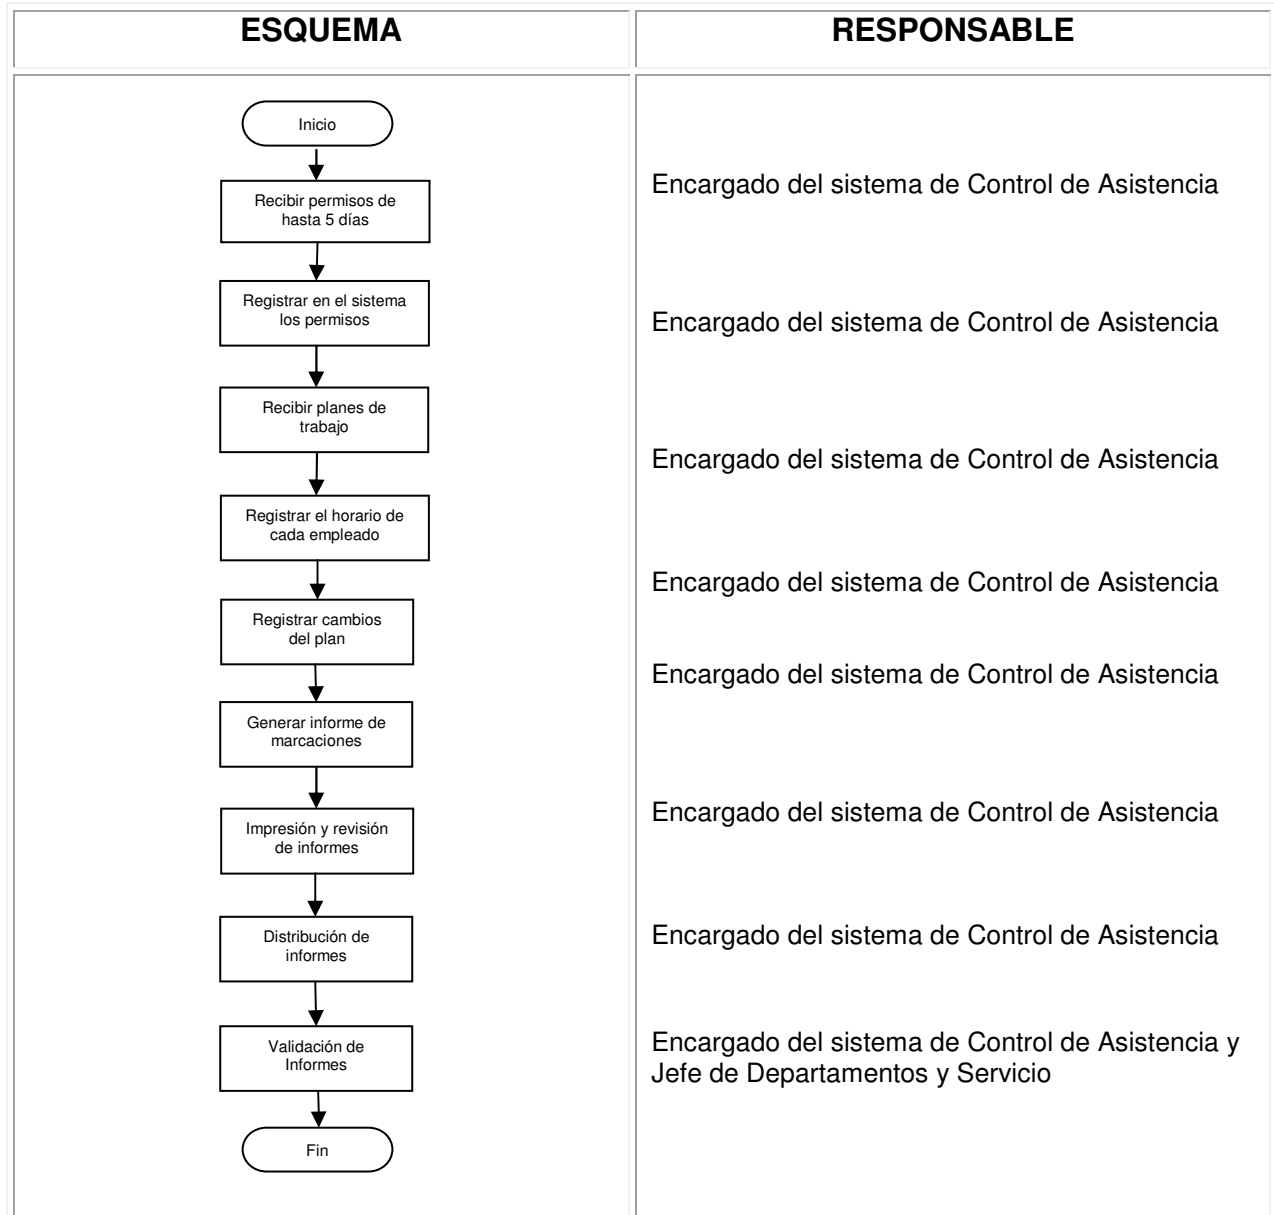 ESQUEMA
RESPONSABLE
Inicio
Recibir permisos de
hasta 5 días
Encargado del sistema de Control de Asistencia
Registrar en el sistema
los permisos
Encargado del sistema de Control de Asistencia
Recibir planes de
trabajo
Encargado del sistema de Control de Asistencia
Registrar el horario de
cada empleado
Encargado del sistema de Control de Asistencia
Registrar cambios
del plan
Encargado del sistema de Control de Asistencia
Generar informe de
marcaciones
Encargado del sistema de Control de Asistencia
Impresión y revisión
de informes
Encargado del sistema de Control de Asistencia
Distribución de
informes
Encargado del sistema de Control de Asistencia y
Jefe de Departamentos y Servicio
Validación de
Informes
Fin